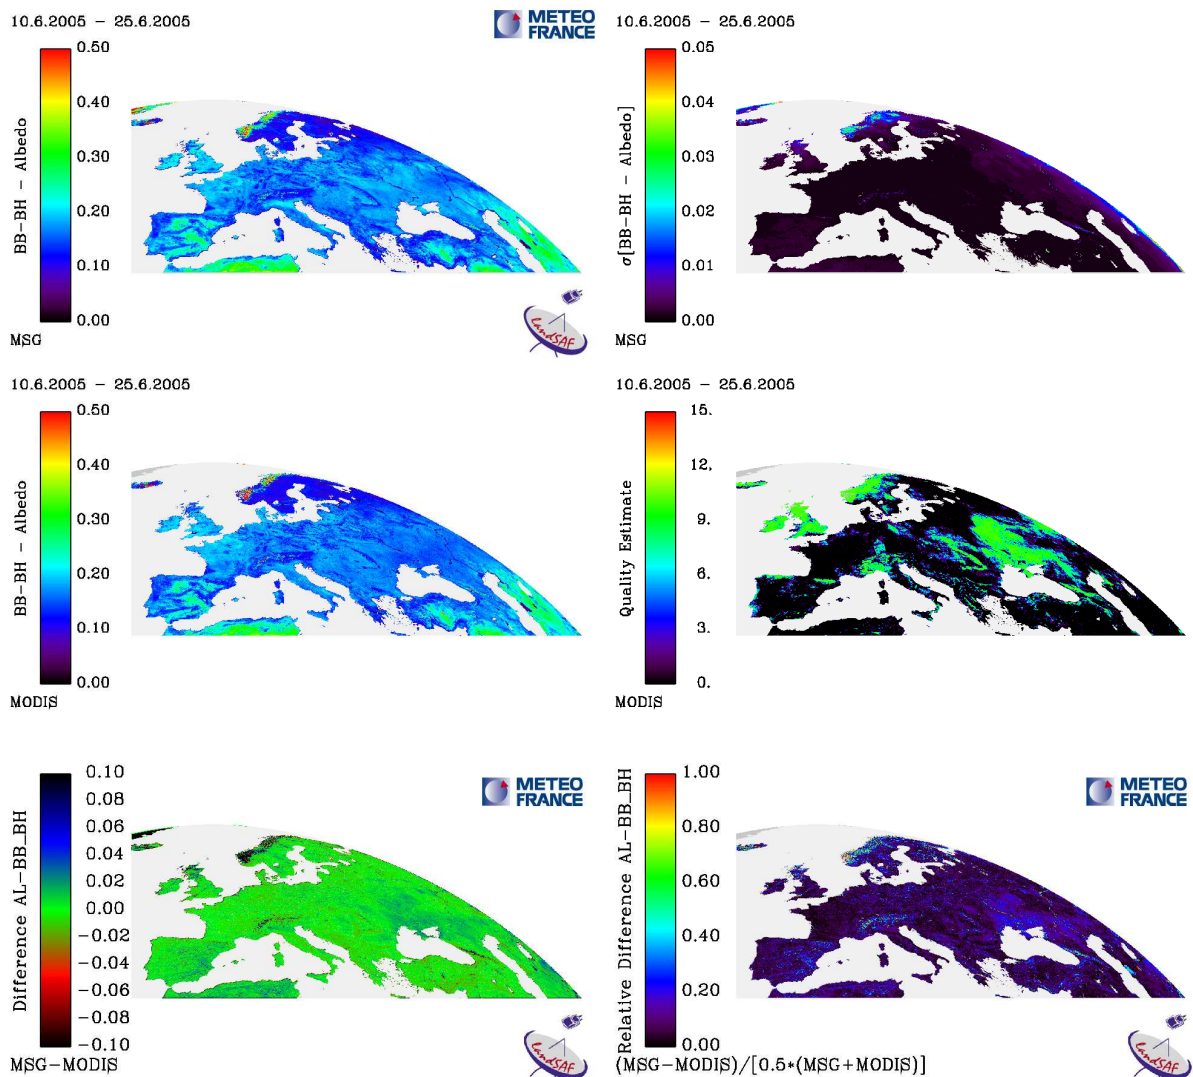 10.6.2005 – 25.6.2005
METEO
FRANCE
0.50
0.40
0.30
0.20
0.10
0.00
BB–BH – Albedo
MSG
LandSAF
10.6.2005 – 25.6.2005
0.05
0.04
0.03
0.02
0.01
0.00
σ[BB–BH – Albedo]
MSG
10.6.2005 – 25.6.2005
0.50
0.40
0.30
0.20
0.10
0.00
BB–BH – Albedo
MODIS
10.6.2005 – 25.6.2005
15.
12.
9.
6.
3.
0.
Quality Estimate
MODIS
0.10
0.08
0.06
0.04
0.02
0.00
−0.02
−0.04
−0.06
−0.08
−0.10
Difference AL–BB_BH
METEO
FRANCE
MSG–MODIS
LandSAF
1.00
0.80
0.60
0.40
0.20
0.00
Relative Difference AL–BB_BH
METEO
FRANCE
(MSG–MODIS)/[0.5*(MSG+MODIS)]
LandSAF